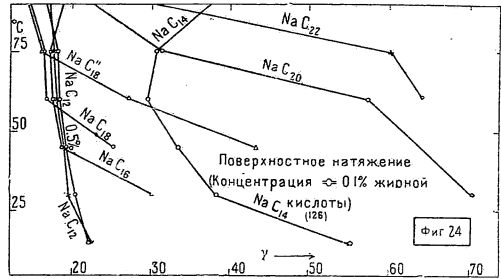 °C
Na C₁₄
Na C₂₂
75
Na C₂₀
Na C"₁₈
Na C₁₂ 0.5%
Na C₁₈
50
Na C₁₆
Поверхностное натяжение
(Концентрация = 0.1% жирной
кислоты)
(126)
Na C₁₄
25
Na C₁₂
Фиг 24
γ →
20 30 40 50 60 70